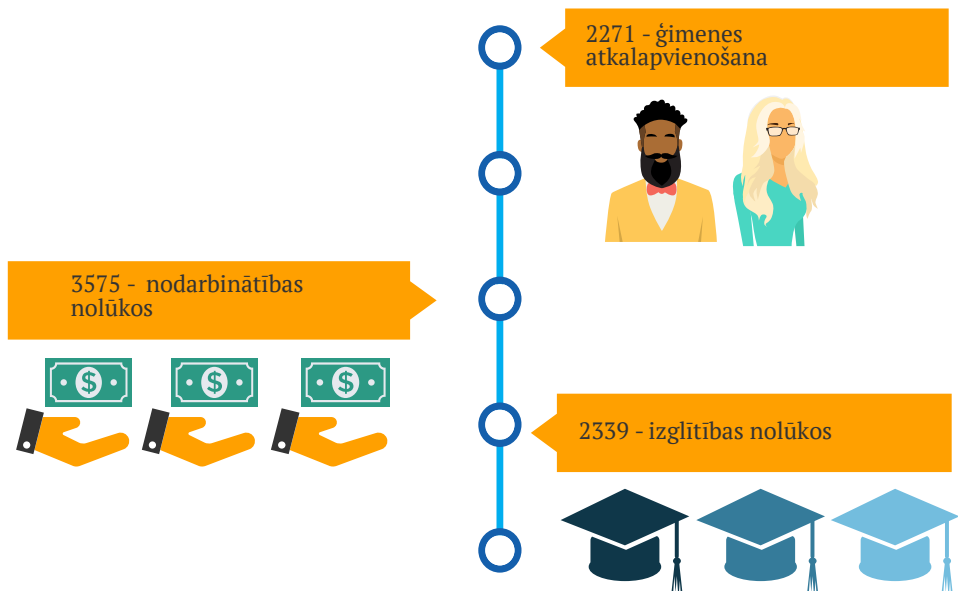 2271 - ģimenes
atkalapvienošana
3575 - nodarbinātības
nolūkos
$ $ $
2339 - izglītības nolūkos